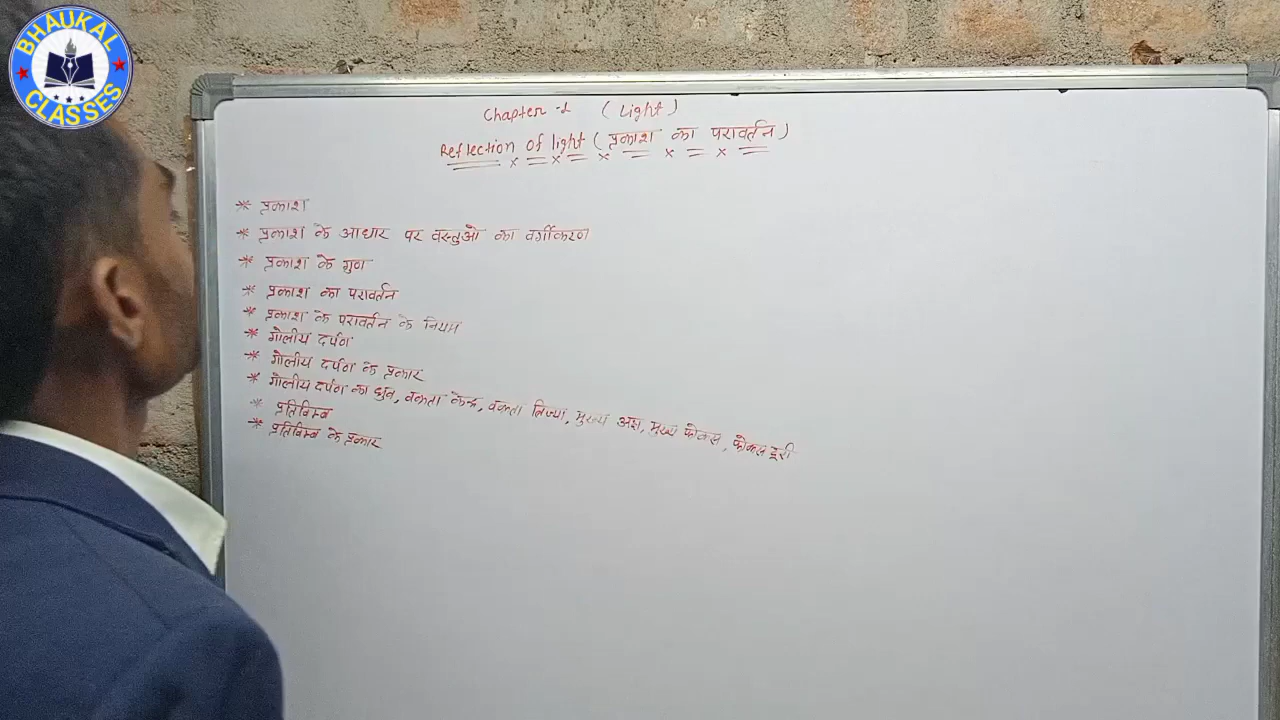 BHAUKAL CLASSES
Chapter-1 (Light)
Reflection of light (प्रकाश का परावर्तन)
* प्रकाश
* प्रकाश के आधार पर वस्तुओ का वर्गीकरण
* प्रकाश के गुण
* प्रकाश का परावर्तन
* प्रकाश के परावर्तन के नियम
* गोलीय दर्पण
* गोलीय दर्पण के प्रकार
* गोलीय दर्पण का ध्रुव, वक्रता केन्द्र, वक्रता त्रिज्या, मुख्य अक्ष, मुख्य फोकस, फोकस दूरी
* प्रतिबिम्ब
* प्रतिबिम्ब के प्रकार